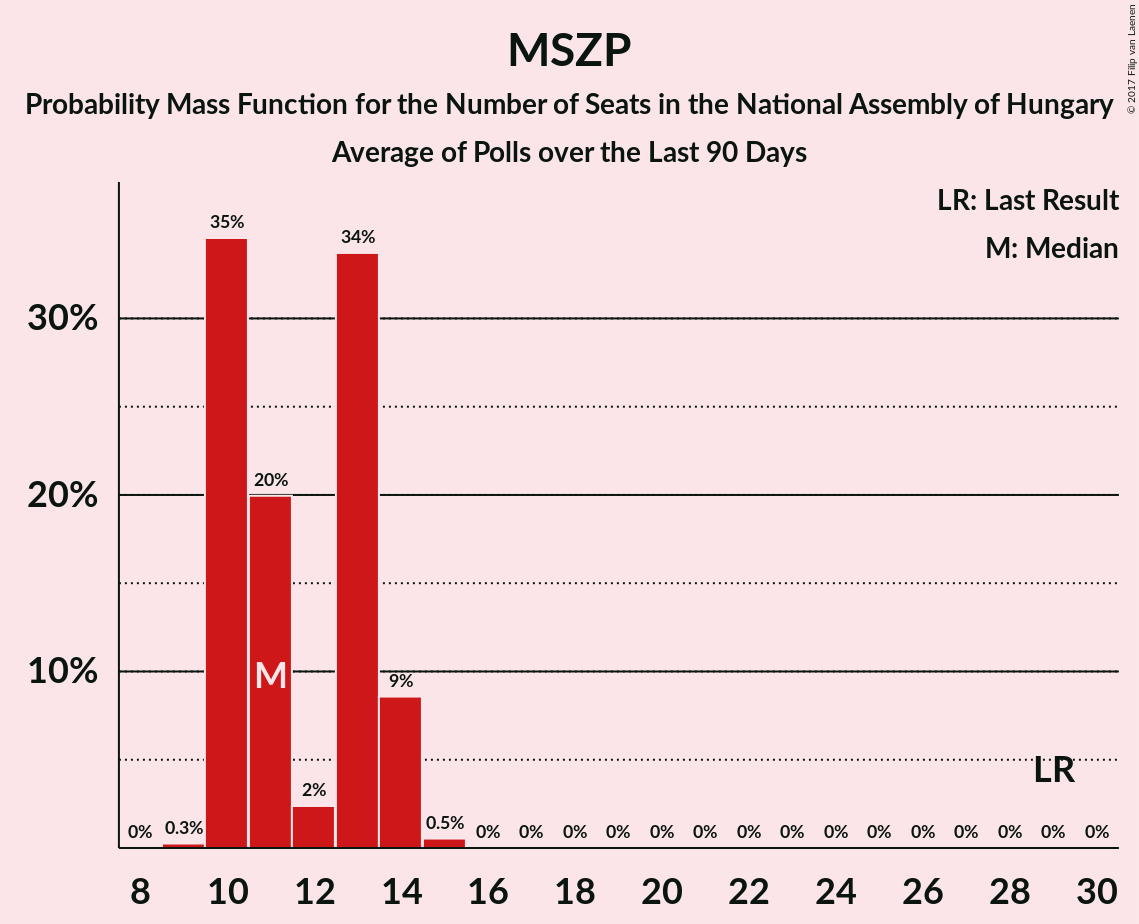 MSZP
Probability Mass Function for the Number of Seats in the National Assembly of Hungary
Average of Polls over the Last 90 Days
© 2017 Filip van Laenen
LR: Last Result
M: Median
35%
34%
30%
20%
20%
M
10%
9%
LR
2%
0% 0.3% 0.5% 0% 0% 0% 0% 0% 0% 0% 0% 0% 0% 0% 0% 0% 0% 0%
8 10 12 14 16 18 20 22 24 26 28 30